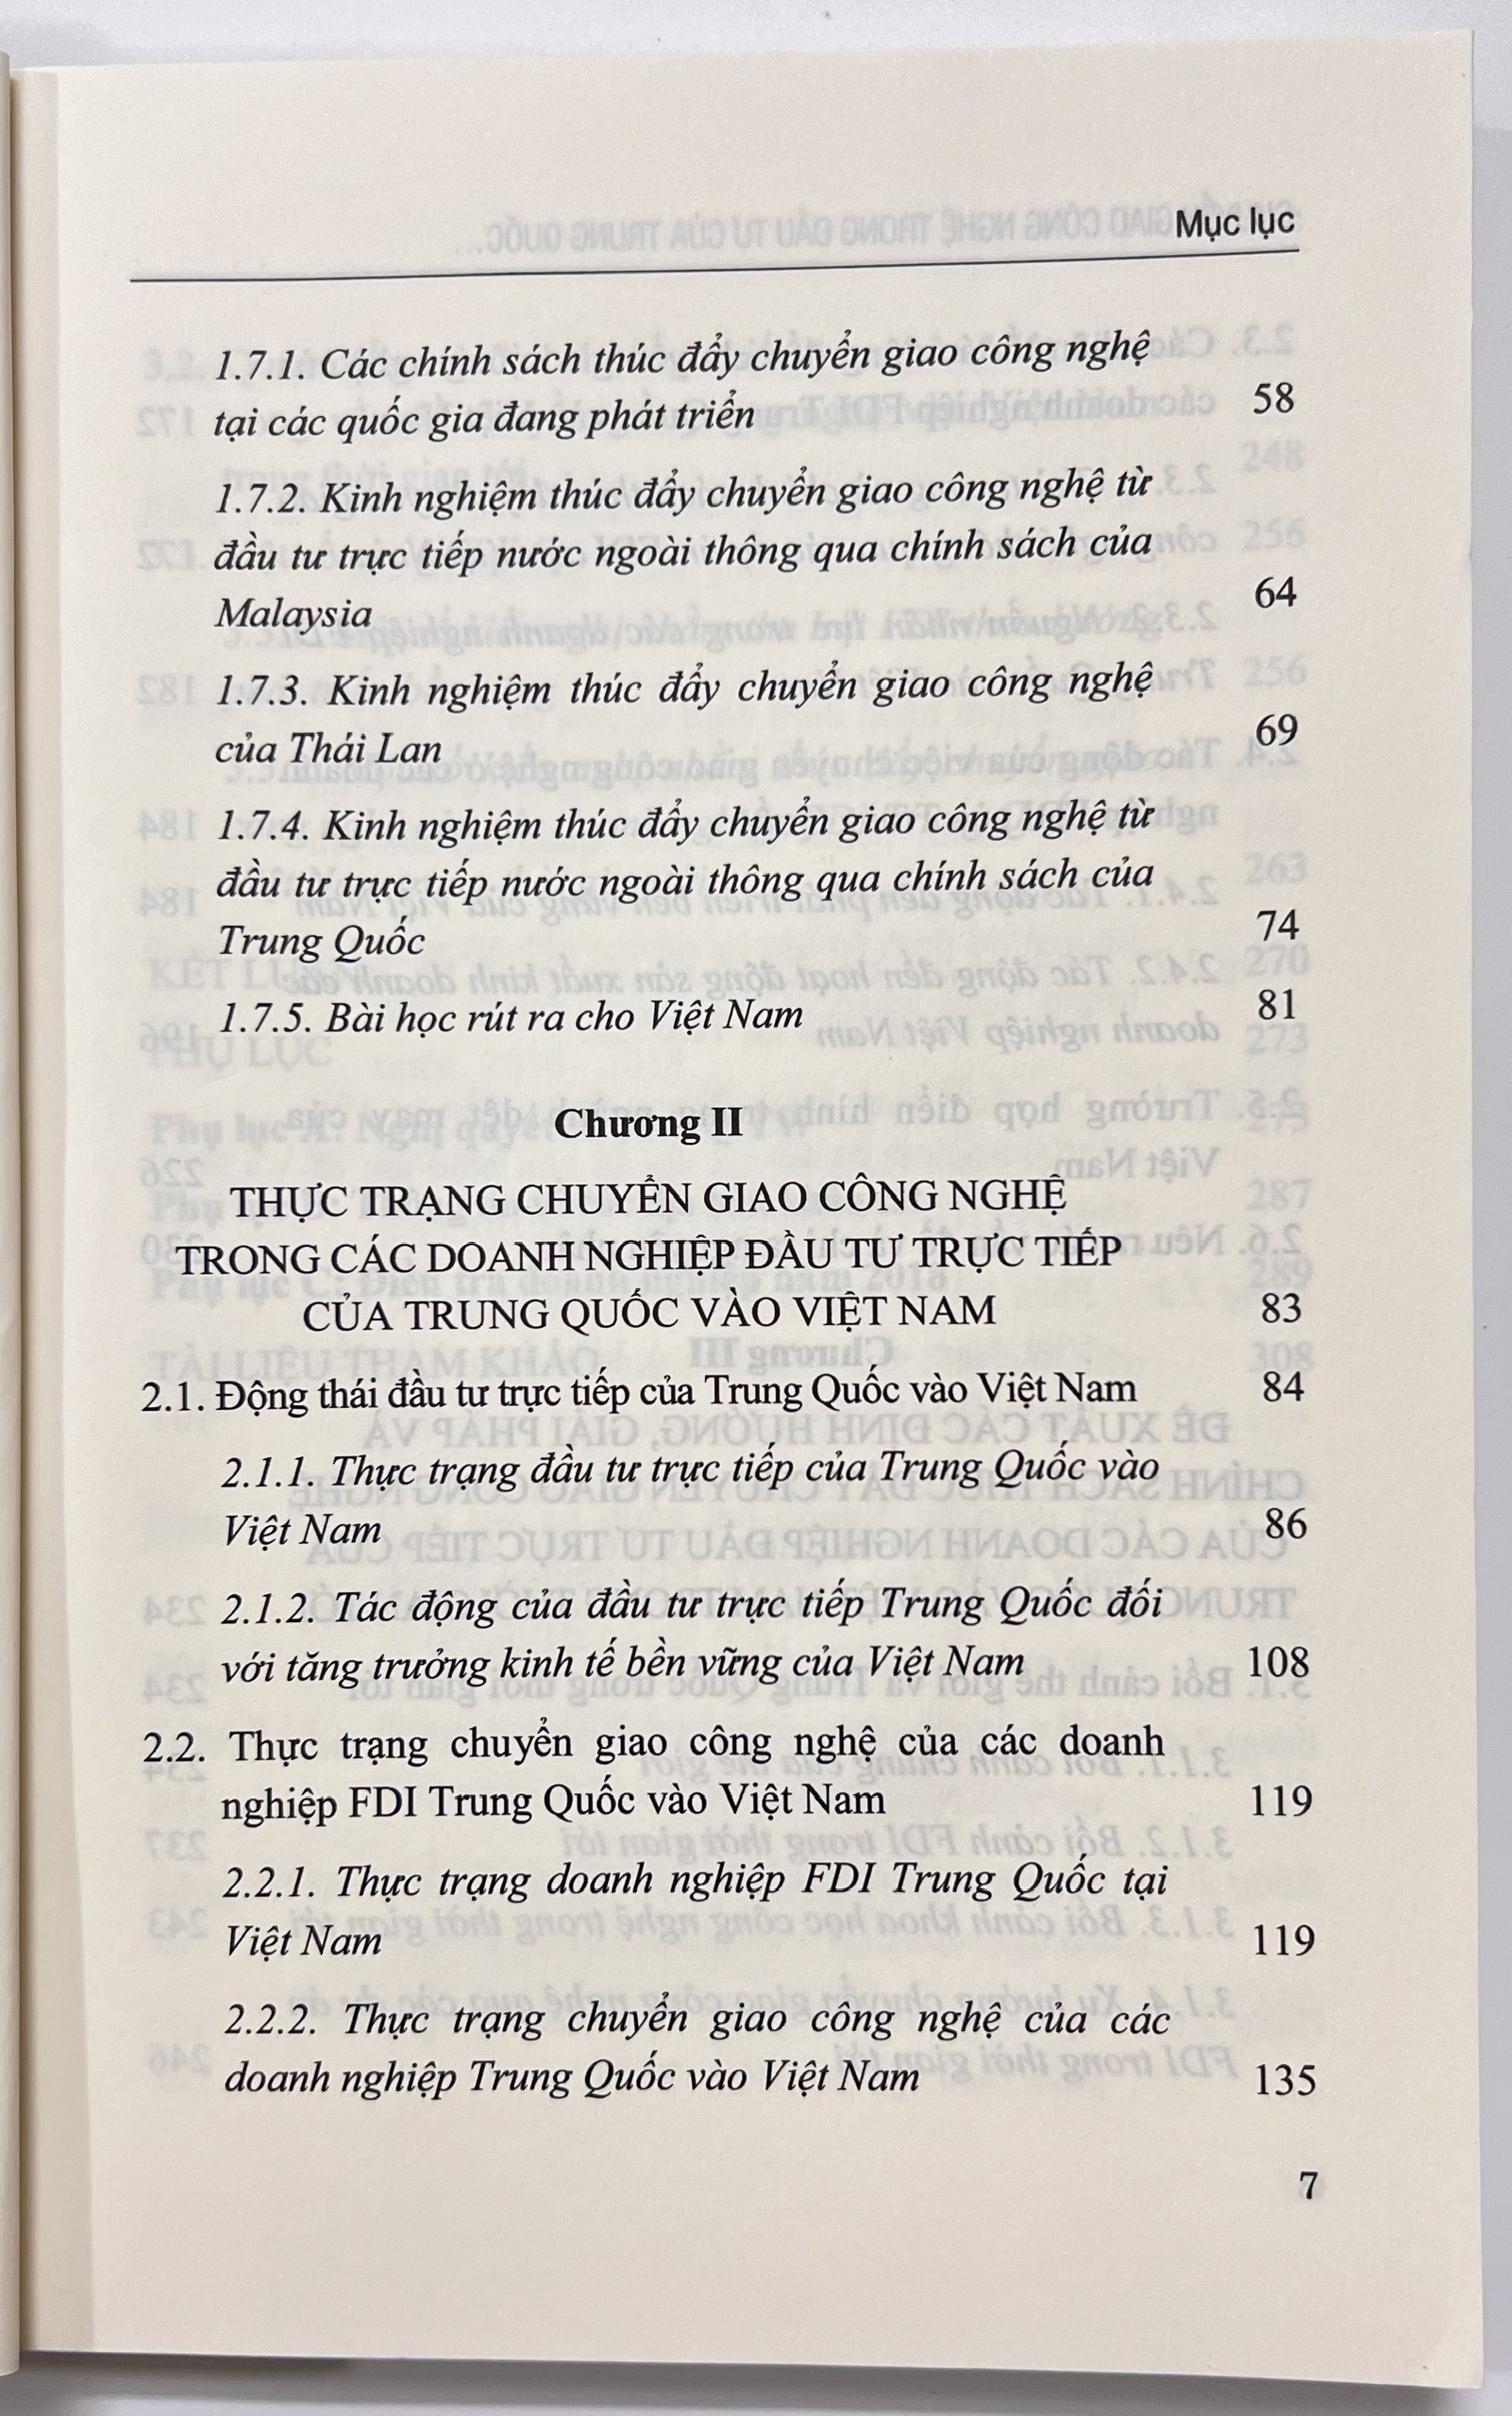 Mục lục
1.7.1. Các chính sách thúc đẩy chuyển giao công nghệ
tại các quốc gia đang phát triển 58
1.7.2. Kinh nghiệm thúc đẩy chuyển giao công nghệ từ
đầu tư trực tiếp nước ngoài thông qua chính sách của
Malaysia 64
1.7.3. Kinh nghiệm thúc đẩy chuyển giao công nghệ
của Thái Lan 69
1.7.4. Kinh nghiệm thúc đẩy chuyển giao công nghệ từ
đầu tư trực tiếp nước ngoài thông qua chính sách của
Trung Quốc 74
1.7.5. Bài học rút ra cho Việt Nam 81
Chương II
THỰC TRẠNG CHUYỂN GIAO CÔNG NGHỆ
TRONG CÁC DOANH NGHIỆP ĐẦU TƯ TRỰC TIẾP
CỦA TRUNG QUỐC VÀO VIỆT NAM 83
2.1. Động thái đầu tư trực tiếp của Trung Quốc vào Việt Nam 84
2.1.1. Thực trạng đầu tư trực tiếp của Trung Quốc vào
Việt Nam 86
2.1.2. Tác động của đầu tư trực tiếp Trung Quốc đối
với tăng trưởng kinh tế bền vững của Việt Nam 108
2.2. Thực trạng chuyển giao công nghệ của các doanh
nghiệp FDI Trung Quốc vào Việt Nam 119
2.2.1. Thực trạng doanh nghiệp FDI Trung Quốc tại
Việt Nam 119
2.2.2. Thực trạng chuyển giao công nghệ của các
doanh nghiệp Trung Quốc vào Việt Nam 135
7